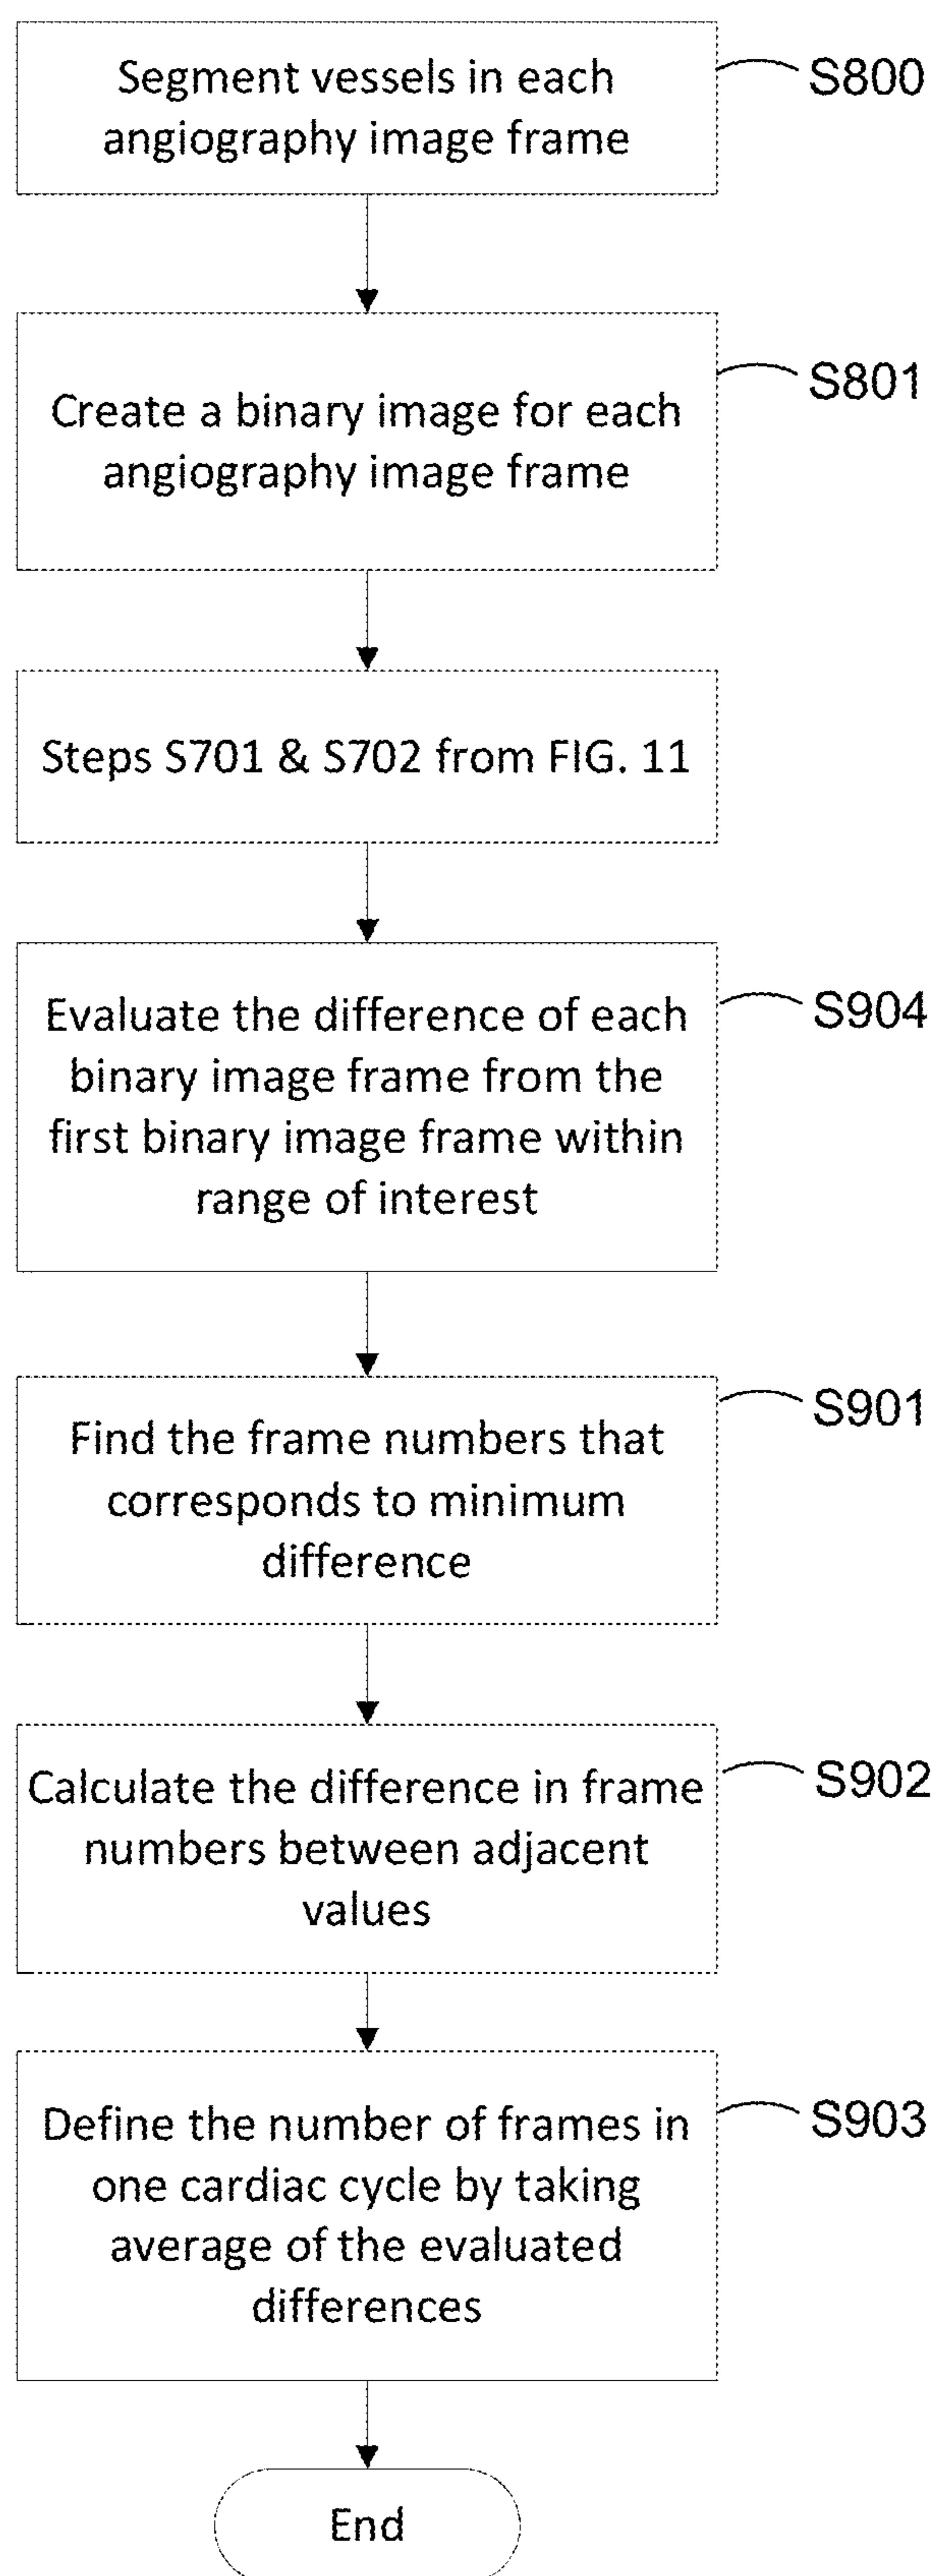 Segment vessels in each
angiography image frame
S800
Create a binary image for each
angiography image frame
S801
Steps S701 & S702 from FIG. 11
Evaluate the difference of each
binary image frame from the
first binary image frame within
range of interest
S904
Find the frame numbers that
corresponds to minimum
difference
S901
Calculate the difference in frame
numbers between adjacent
values
S902
Define the number of frames in
one cardiac cycle by taking
average of the evaluated
differences
S903
End